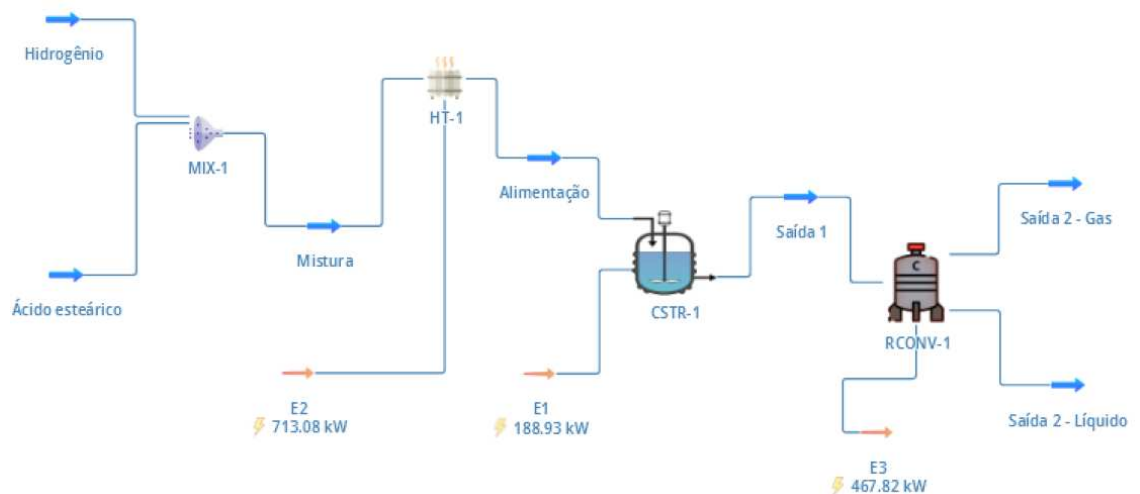 Hidrogênio
HT-1
MIX-1
Alimentação
Saída 2 - Gas
Saída 1
Mistura
Ácido esteárico
CSTR-1
C
RCONV-1
E2
713.08 kW
E1
188.93 kW
Saída 2 - Líquido
E3
467.82 kW